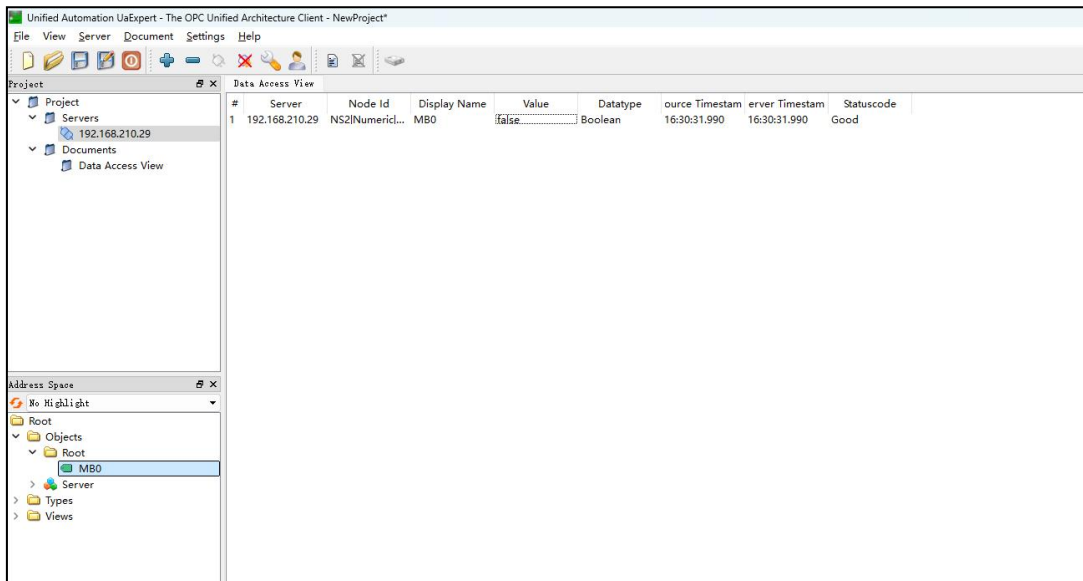 Unified Automation UaExpert - The OPC Unified Architecture Client - NewProject*
File View Server Document Settings Help
Project
Project
Servers
192.168.210.29
Documents
Data Access View
Data Access View
# Server Node Id Display Name Value Datatype ource Timestam erver Timestam Statuscode
1 192.168.210.29 NS2|Numeric|... MB0 false Boolean 16:30:31.990 16:30:31.990 Good
Address Space
No Highlight
Root
Objects
Root
MB0
Server
Types
Views